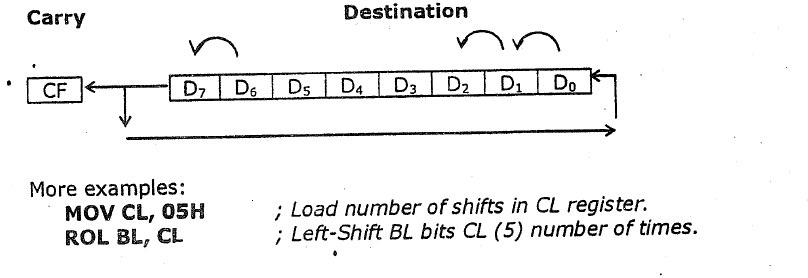 Carry Destination
CF D7 D6 D5 D4 D3 D2 D1 D0
More examples:
MOV CL, 05H ; Load number of shifts in CL register.
ROL BL, CL ; Left-Shift BL bits CL (5) number of times.